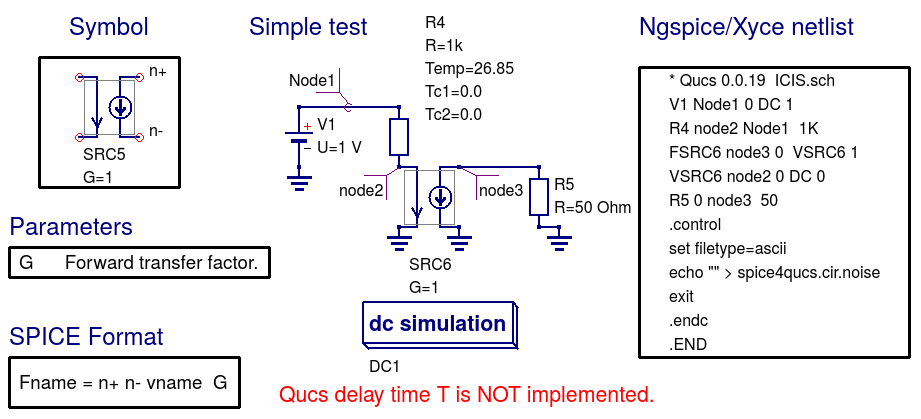 Symbol
n+
n-
SRC5
G=1
Parameters
G Forward transfer factor.
SPICE Format
Fname = n+ n- vname G
Simple test
R4
R=1k
Temp=26.85
Tc1=0.0
Tc2=0.0
Node1
+ V1
− U=1 V
node2
node3
R5
R=50 Ohm
SRC6
G=1
dc simulation
DC1
Qucs delay time T is NOT implemented.
Ngspice/Xyce netlist
* Qucs 0.0.19 ICIS.sch
V1 Node1 0 DC 1
R4 node2 Node1 1K
FSRC6 node3 0 VSRC6 1
VSRC6 node2 0 DC 0
R5 0 node3 50
.control
set filetype=ascii
echo "" > spice4qucs.cir.noise
exit
.endc
.END